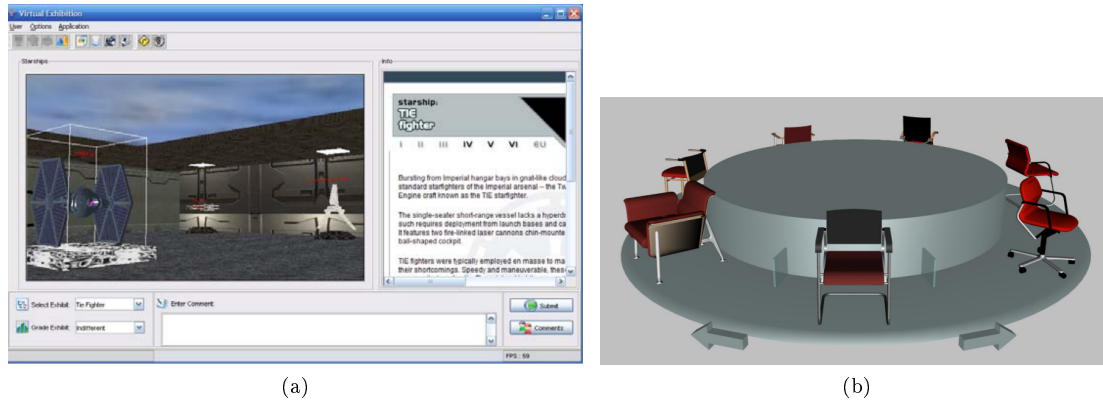 Virtual Exhibition
User Options Application
Starships
Info
starship:
TIE
fighter
I II III IV V VI EU
Bursting from Imperial hangar bays in gnat-like cloud
standard starfighters of the Imperial arsenal – the Tw
Engine craft known as the TIE starfighter.
The single-seater short-range vessel lacks a hyperdr
such requires deployment from launch bases and ca
It features two fire-linked laser cannons chin-mounte
ball-shaped cockpit.
TIE fighters were typically employed en masse to ma
their shortcomings. Speedy and maneuverable, these
Select Exhibit: Tie Fighter
Enter Comment:
Submit
Grade Exhibit: Indifferent
Comments
FPS : 59
(a)
(b)